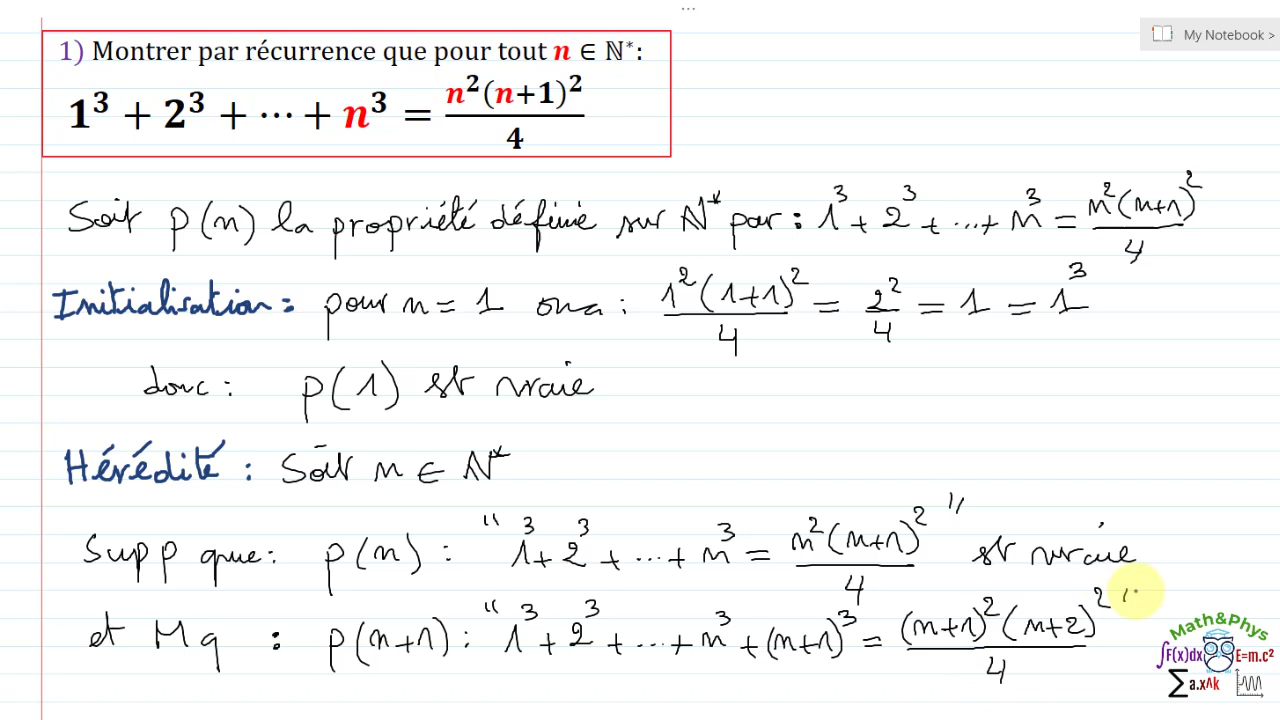 ...
My Notebook >
1) Montrer par récurrence que pour tout n ∈ ℕ*:
1³ + 2³ + ⋯ + n³ = n²(n+1)²/4
Soit P(n) la propriété définie sur ℕ* par : 1³ + 2³ + ... + n³ = n²(n+1)²/4
Initialisation : pour n = 1 on a : 1²(1+1)²/4 = 2²/4 = 1 = 1³
donc : P(1) est vraie
Hérédité : Soit n ∈ ℕ*
Supp que : P(n) : "1³ + 2³ + ... + n³ = n²(n+1)²/4" est vraie
et Mq : P(n+1) : "1³ + 2³ + ... + n³ + (n+1)³ = (n+1)²(n+2)²/4"
Math&Phys
∫F(x)dx E=m.c²
∑ a.x∧k